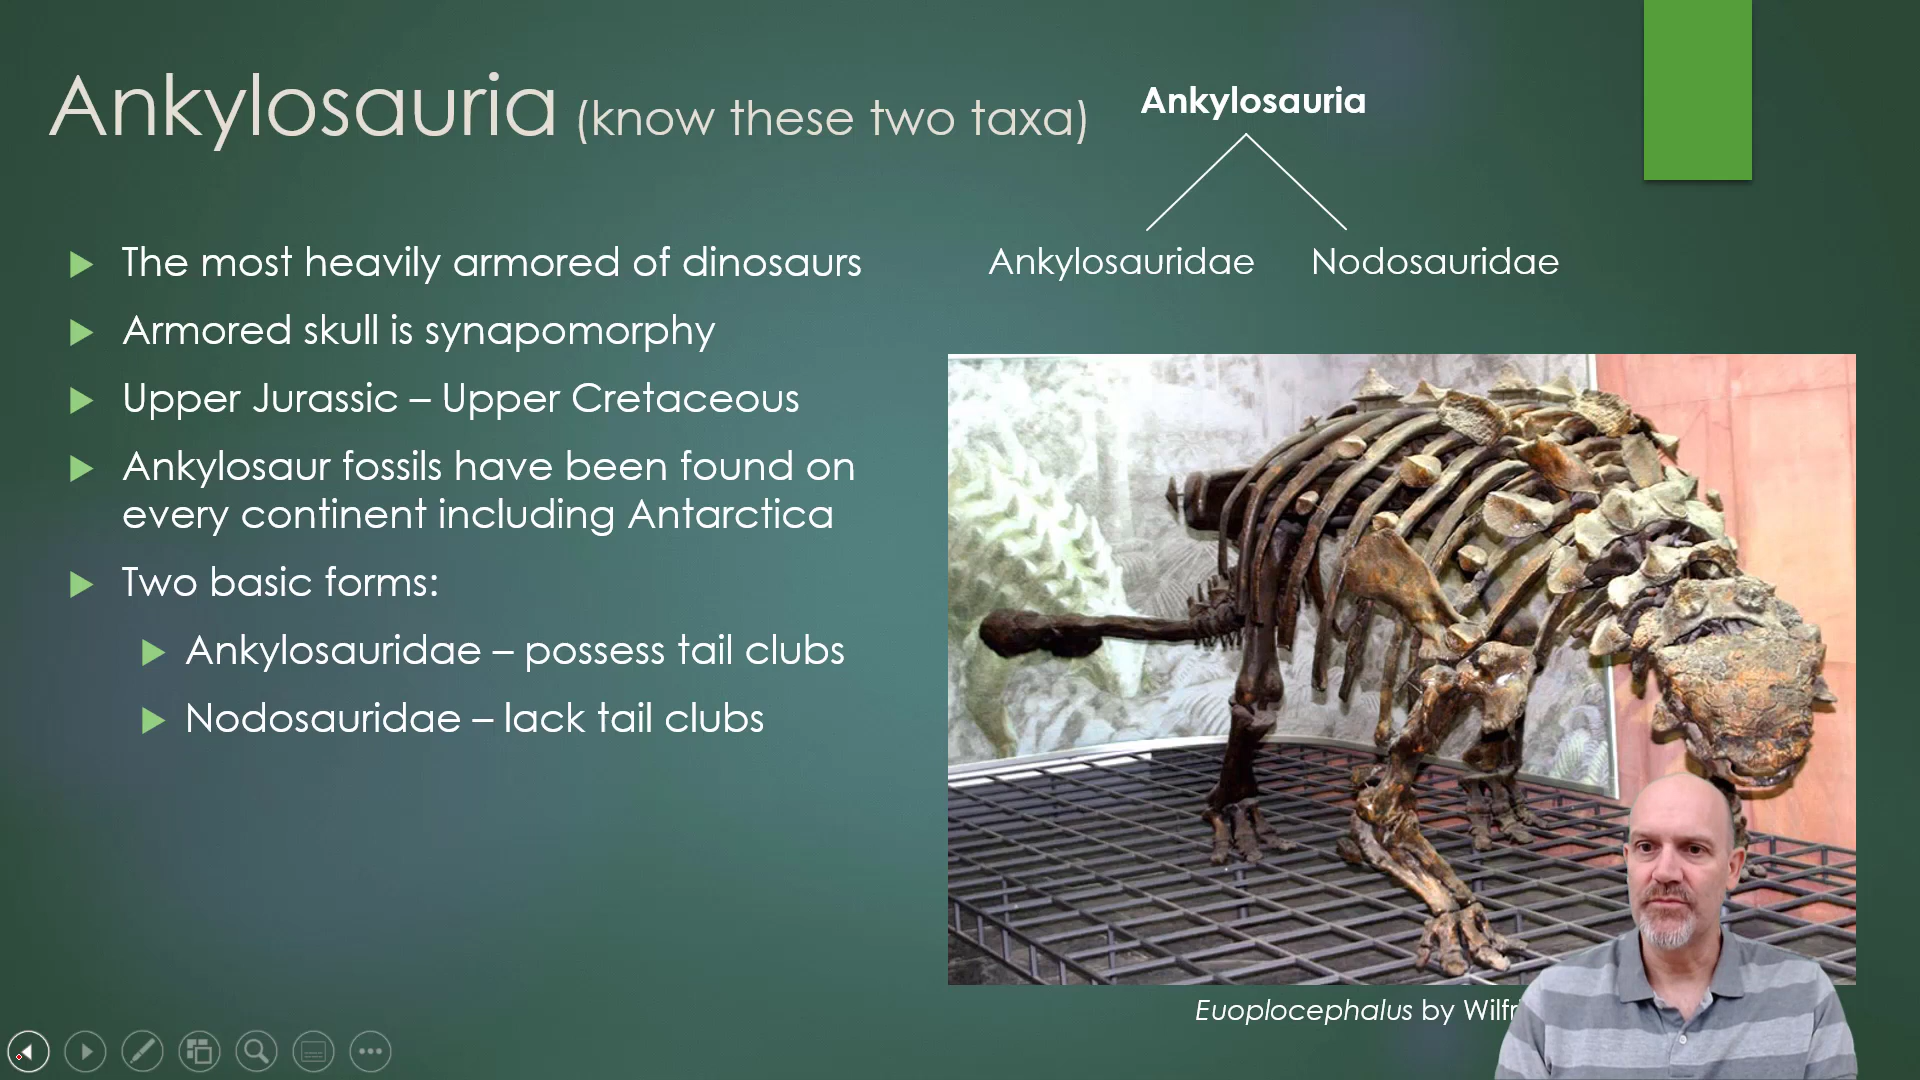 Ankylosauria (know these two taxa)
Ankylosauria
Ankylosauridae Nodosauridae
The most heavily armored of dinosaurs
Armored skull is synapomorphy
Upper Jurassic – Upper Cretaceous
Ankylosaur fossils have been found on
every continent including Antarctica
Two basic forms:
Ankylosauridae – possess tail clubs
Nodosauridae – lack tail clubs
Euoplocephalus by